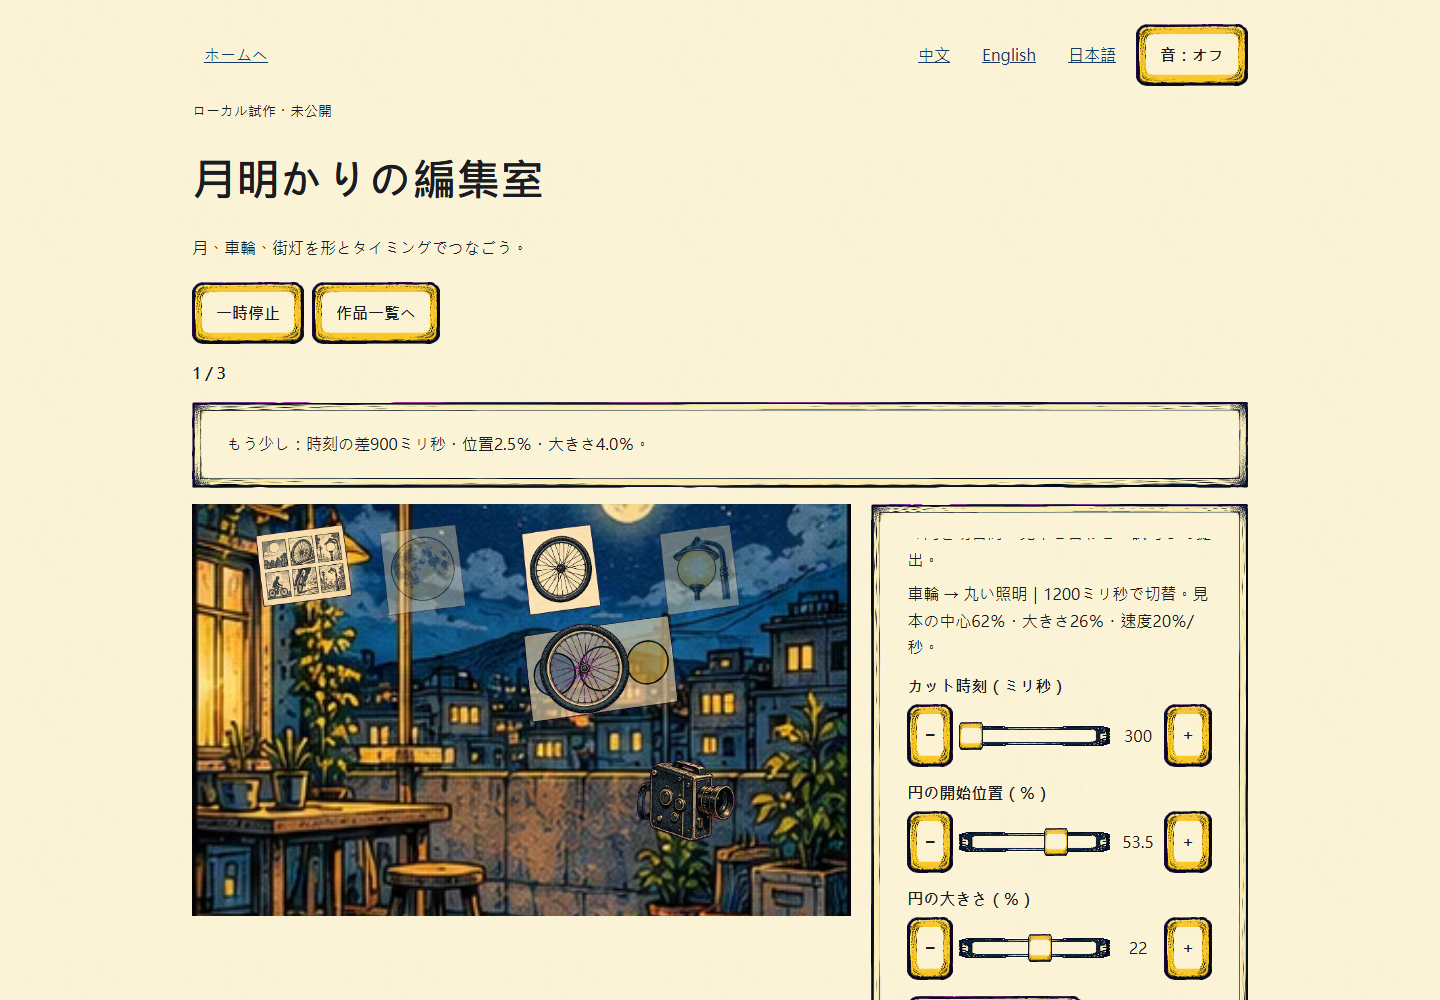 ホームへ
中文
English
日本語
音：オフ
ローカル試作・未公開
月明かりの編集室
月、車輪、街灯を形とタイミングでつなごう。
一時停止
作品一覧へ
1 / 3
もう少し：時刻の差900ミリ秒・位置2.5%・大きさ4.0%。
出。
車輪 → 丸い照明 | 1200ミリ秒で切替。見
本の中心62%・大きさ26%・速度20%/
秒。
カット時刻（ミリ秒）
−
300
+
円の開始位置（%）
−
53.5
+
円の大きさ（%）
−
22
+